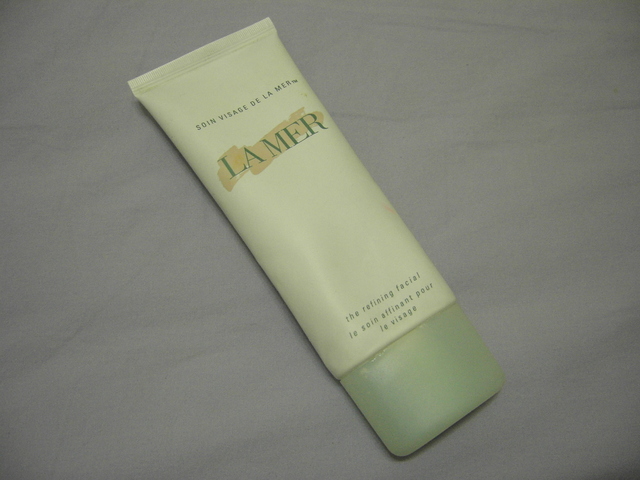 SOIN VISAGE DE LA MER™
LA MER
the refining facial
le soin affinant pour
le visage